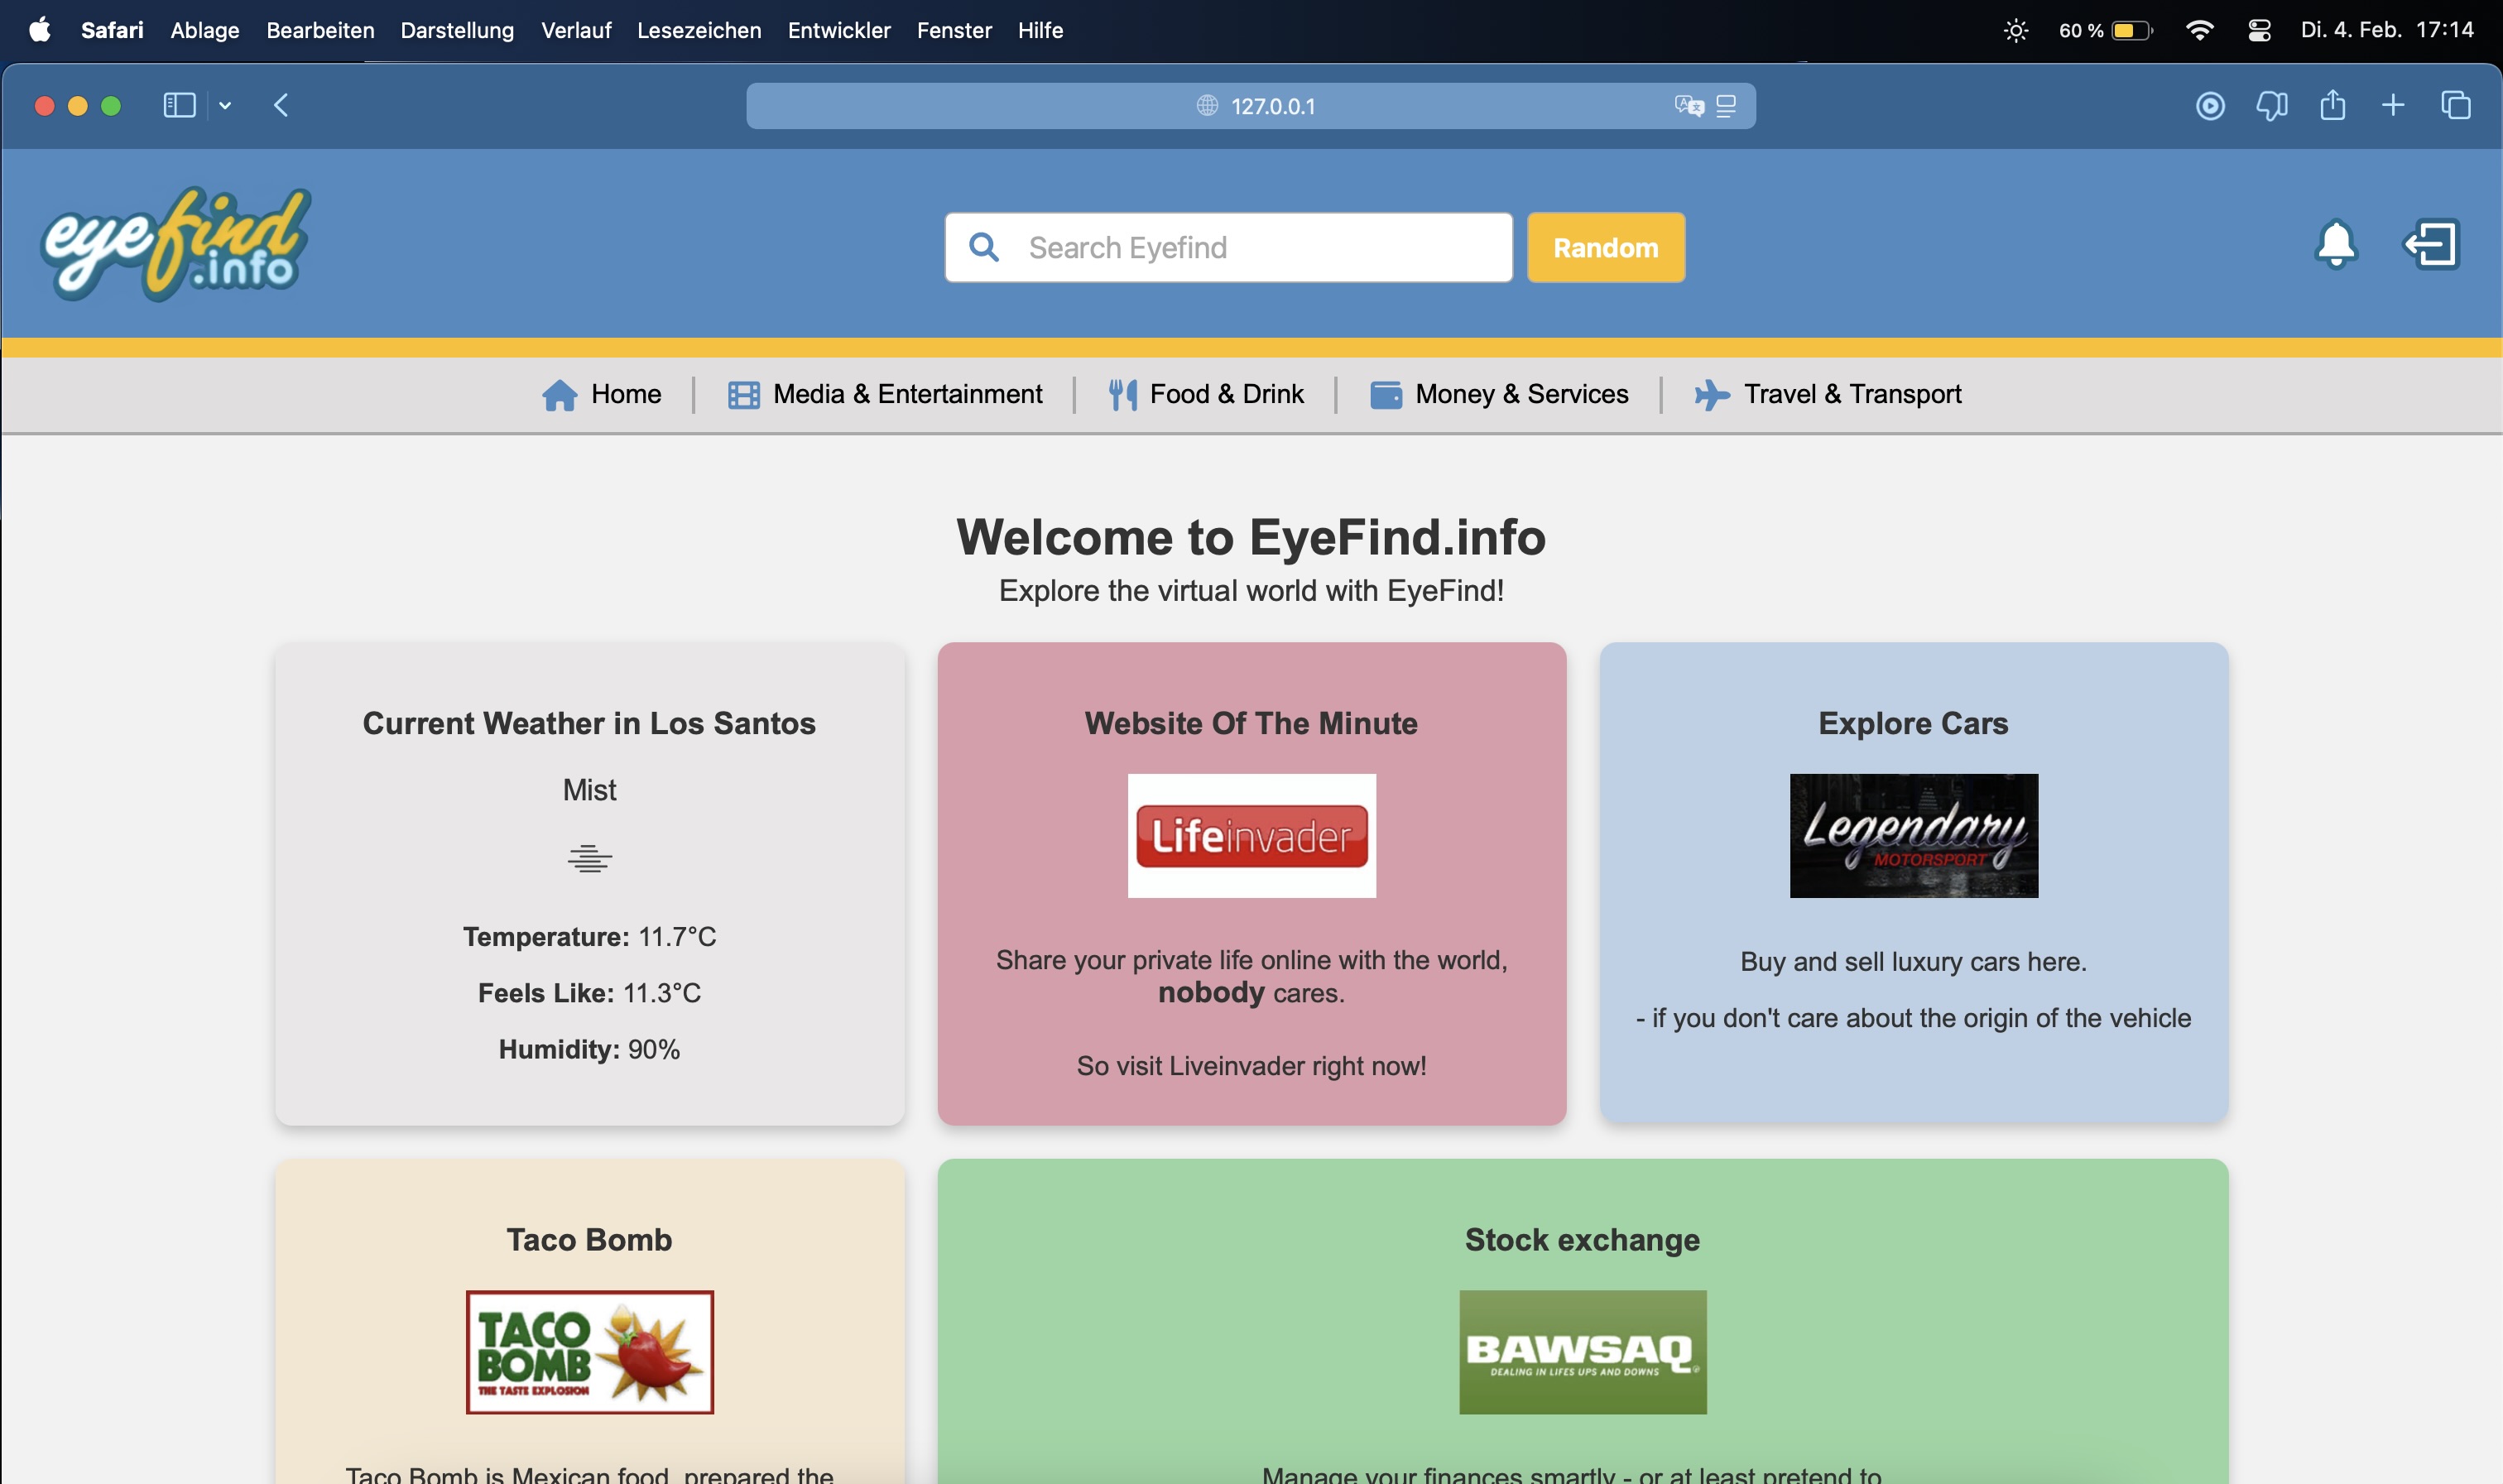 Safari Ablage Bearbeiten Darstellung Verlauf Lesezeichen Entwickler Fenster Hilfe 60 % Di. 4. Feb. 17:14
127.0.0.1
eyefind.info
Search Eyefind
Random
Home
Media & Entertainment
Food & Drink
Money & Services
Travel & Transport
Welcome to EyeFind.info
Explore the virtual world with EyeFind!
Current Weather in Los Santos
Mist
Temperature: 11.7°C
Feels Like: 11.3°C
Humidity: 90%
Website Of The Minute
Lifeinvader
Share your private life online with the world,
nobody cares.
So visit Liveinvader right now!
Explore Cars
Legendary
MOTORSPORT
Buy and sell luxury cars here.
- if you don't care about the origin of the vehicle
Taco Bomb
TACO
BOMB
THE TASTE EXPLOSION
Taco Bomb is Mexican food, prepared the
Stock exchange
BAWSAQ
DEALING IN LIFES UPS AND DOWNS
Manage your finances smartly - or at least pretend to